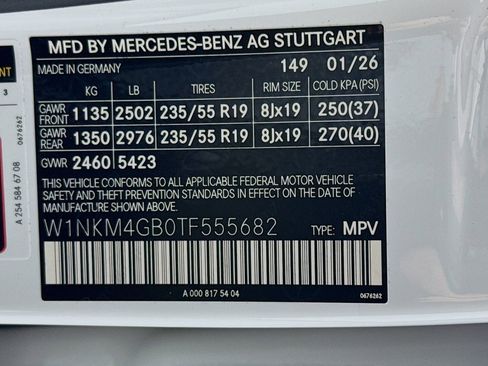 MFD BY MERCEDES-BENZ AG STUTTGART
MADE IN GERMANY 149 01/26
KG LB TIRES RIM SIZE COLD KPA (PSI)
GAWR FRONT 1135 2502 235/55 R19 8Jx19 250(37)
GAWR REAR 1350 2976 235/55 R19 8Jx19 270(40)
GVWR 2460 5423
THIS VEHICLE CONFORMS TO ALL APPLICABLE FEDERAL MOTOR VEHICLE
SAFETY AND THEFT PREVENTION STANDARDS IN EFFECT ON THE DATE OF
MANUFACTURE SHOWN ABOVE.
W1NKM4GB0TF555682 TYPE: MPV
A 000 817 54 04
0676262
A 254 584 67 08
0676262
3